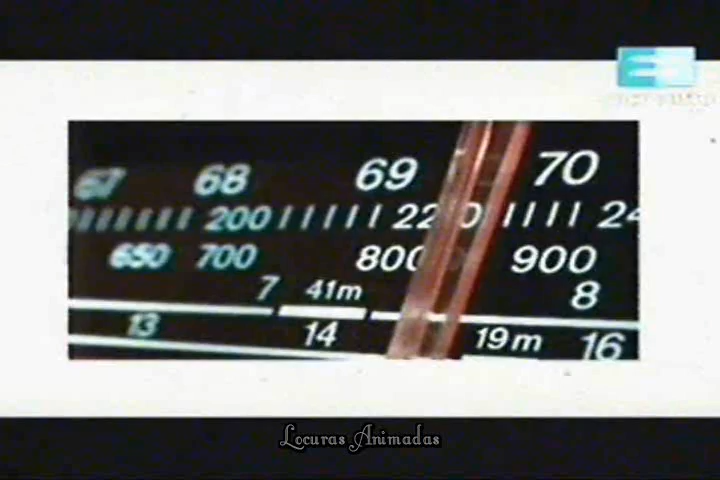 67 68 69 70
200 220 24
650 700 800 900
7 41m 8
13 14 19m 16
Locuras Animadas